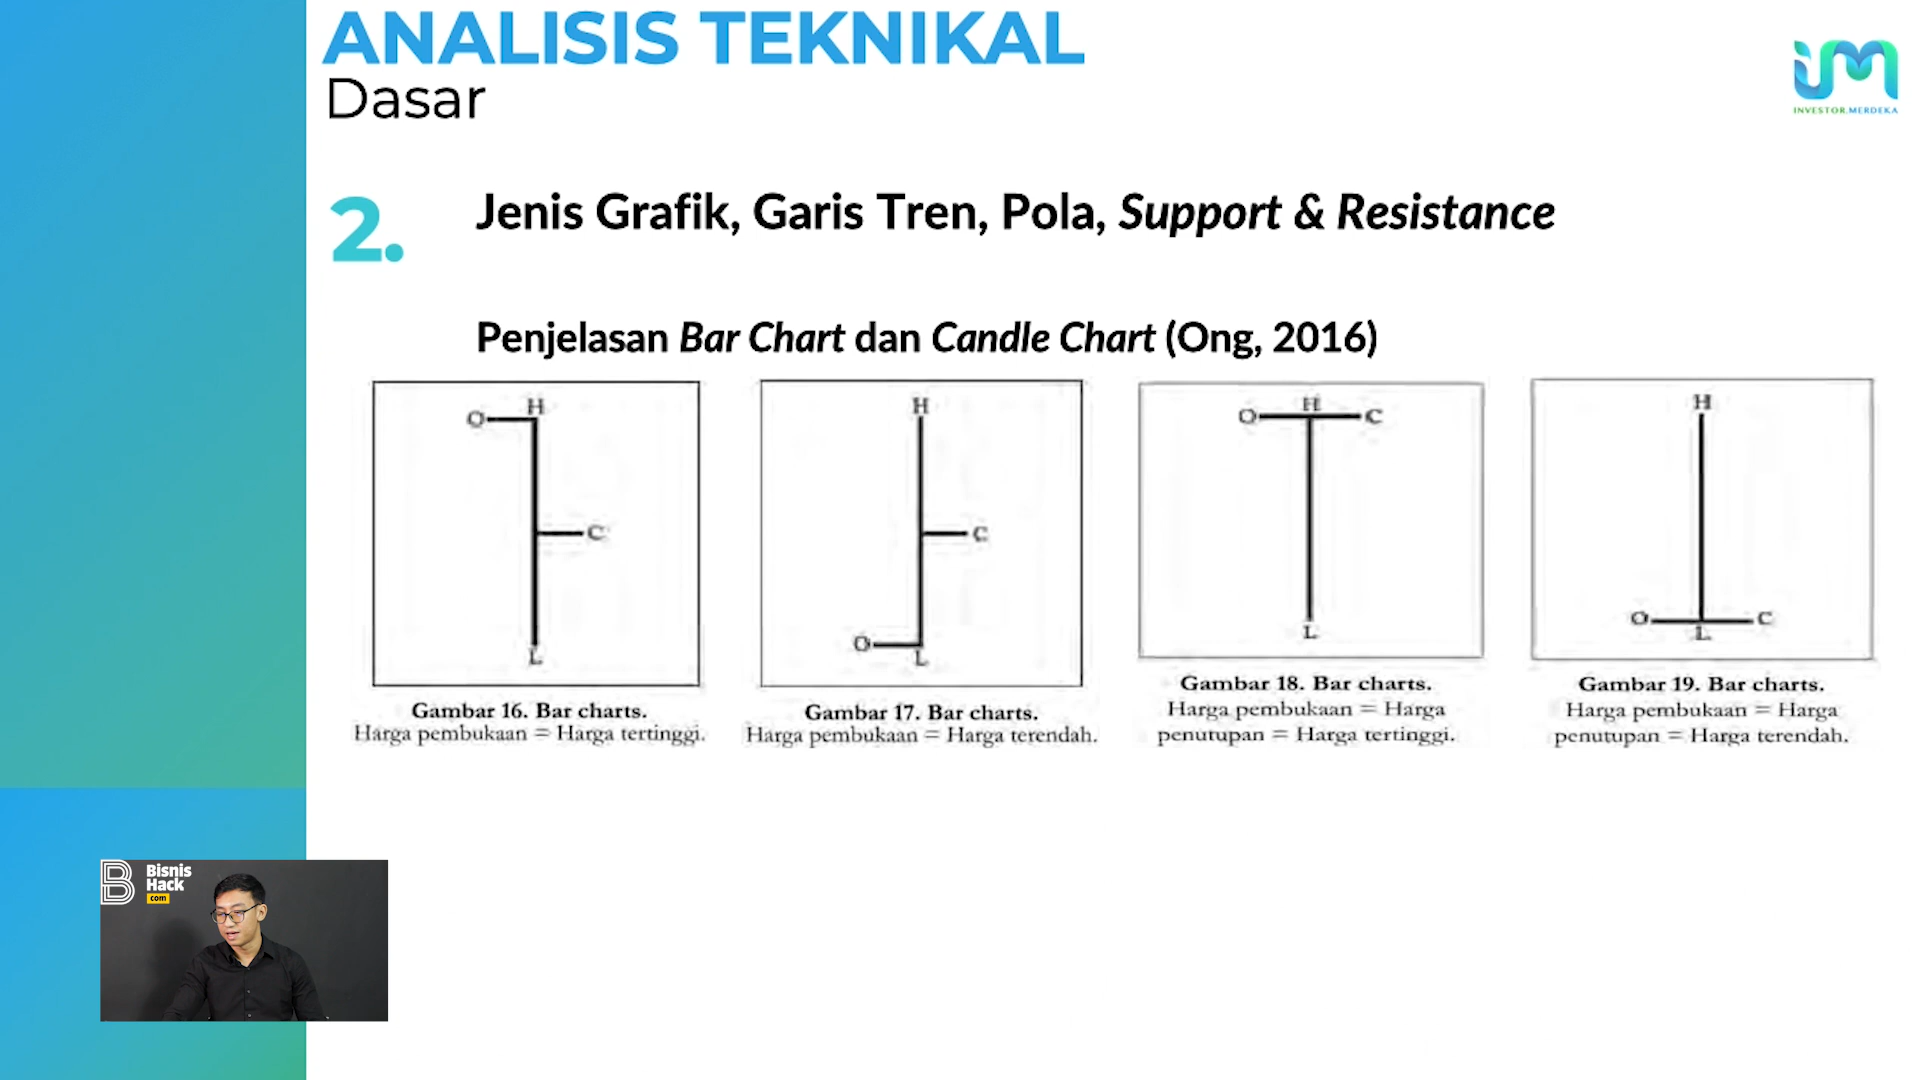 ANALISIS TEKNIKAL
Dasar
INVESTOR.MERDEKA
2. Jenis Grafik, Garis Tren, Pola, Support & Resistance
Penjelasan Bar Chart dan Candle Chart (Ong, 2016)
O H
C
L
Gambar 16. Bar charts.
Harga pembukaan = Harga tertinggi.
H
C
O L
Gambar 17. Bar charts.
Harga pembukaan = Harga terendah.
O H C
L
Gambar 18. Bar charts.
Harga pembukaan = Harga
penutupan = Harga tertinggi.
H
O L C
Gambar 19. Bar charts.
Harga pembukaan = Harga
penutupan = Harga terendah.
B Bisnis
Hack
com